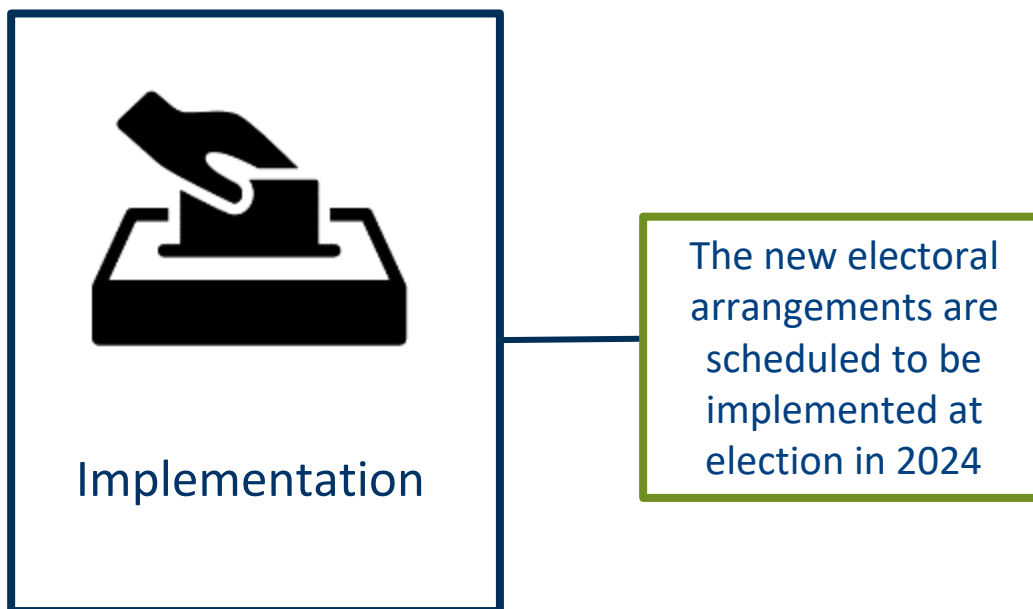 Implementation
The new electoral
arrangements are
scheduled to be
implemented at
election in 2024